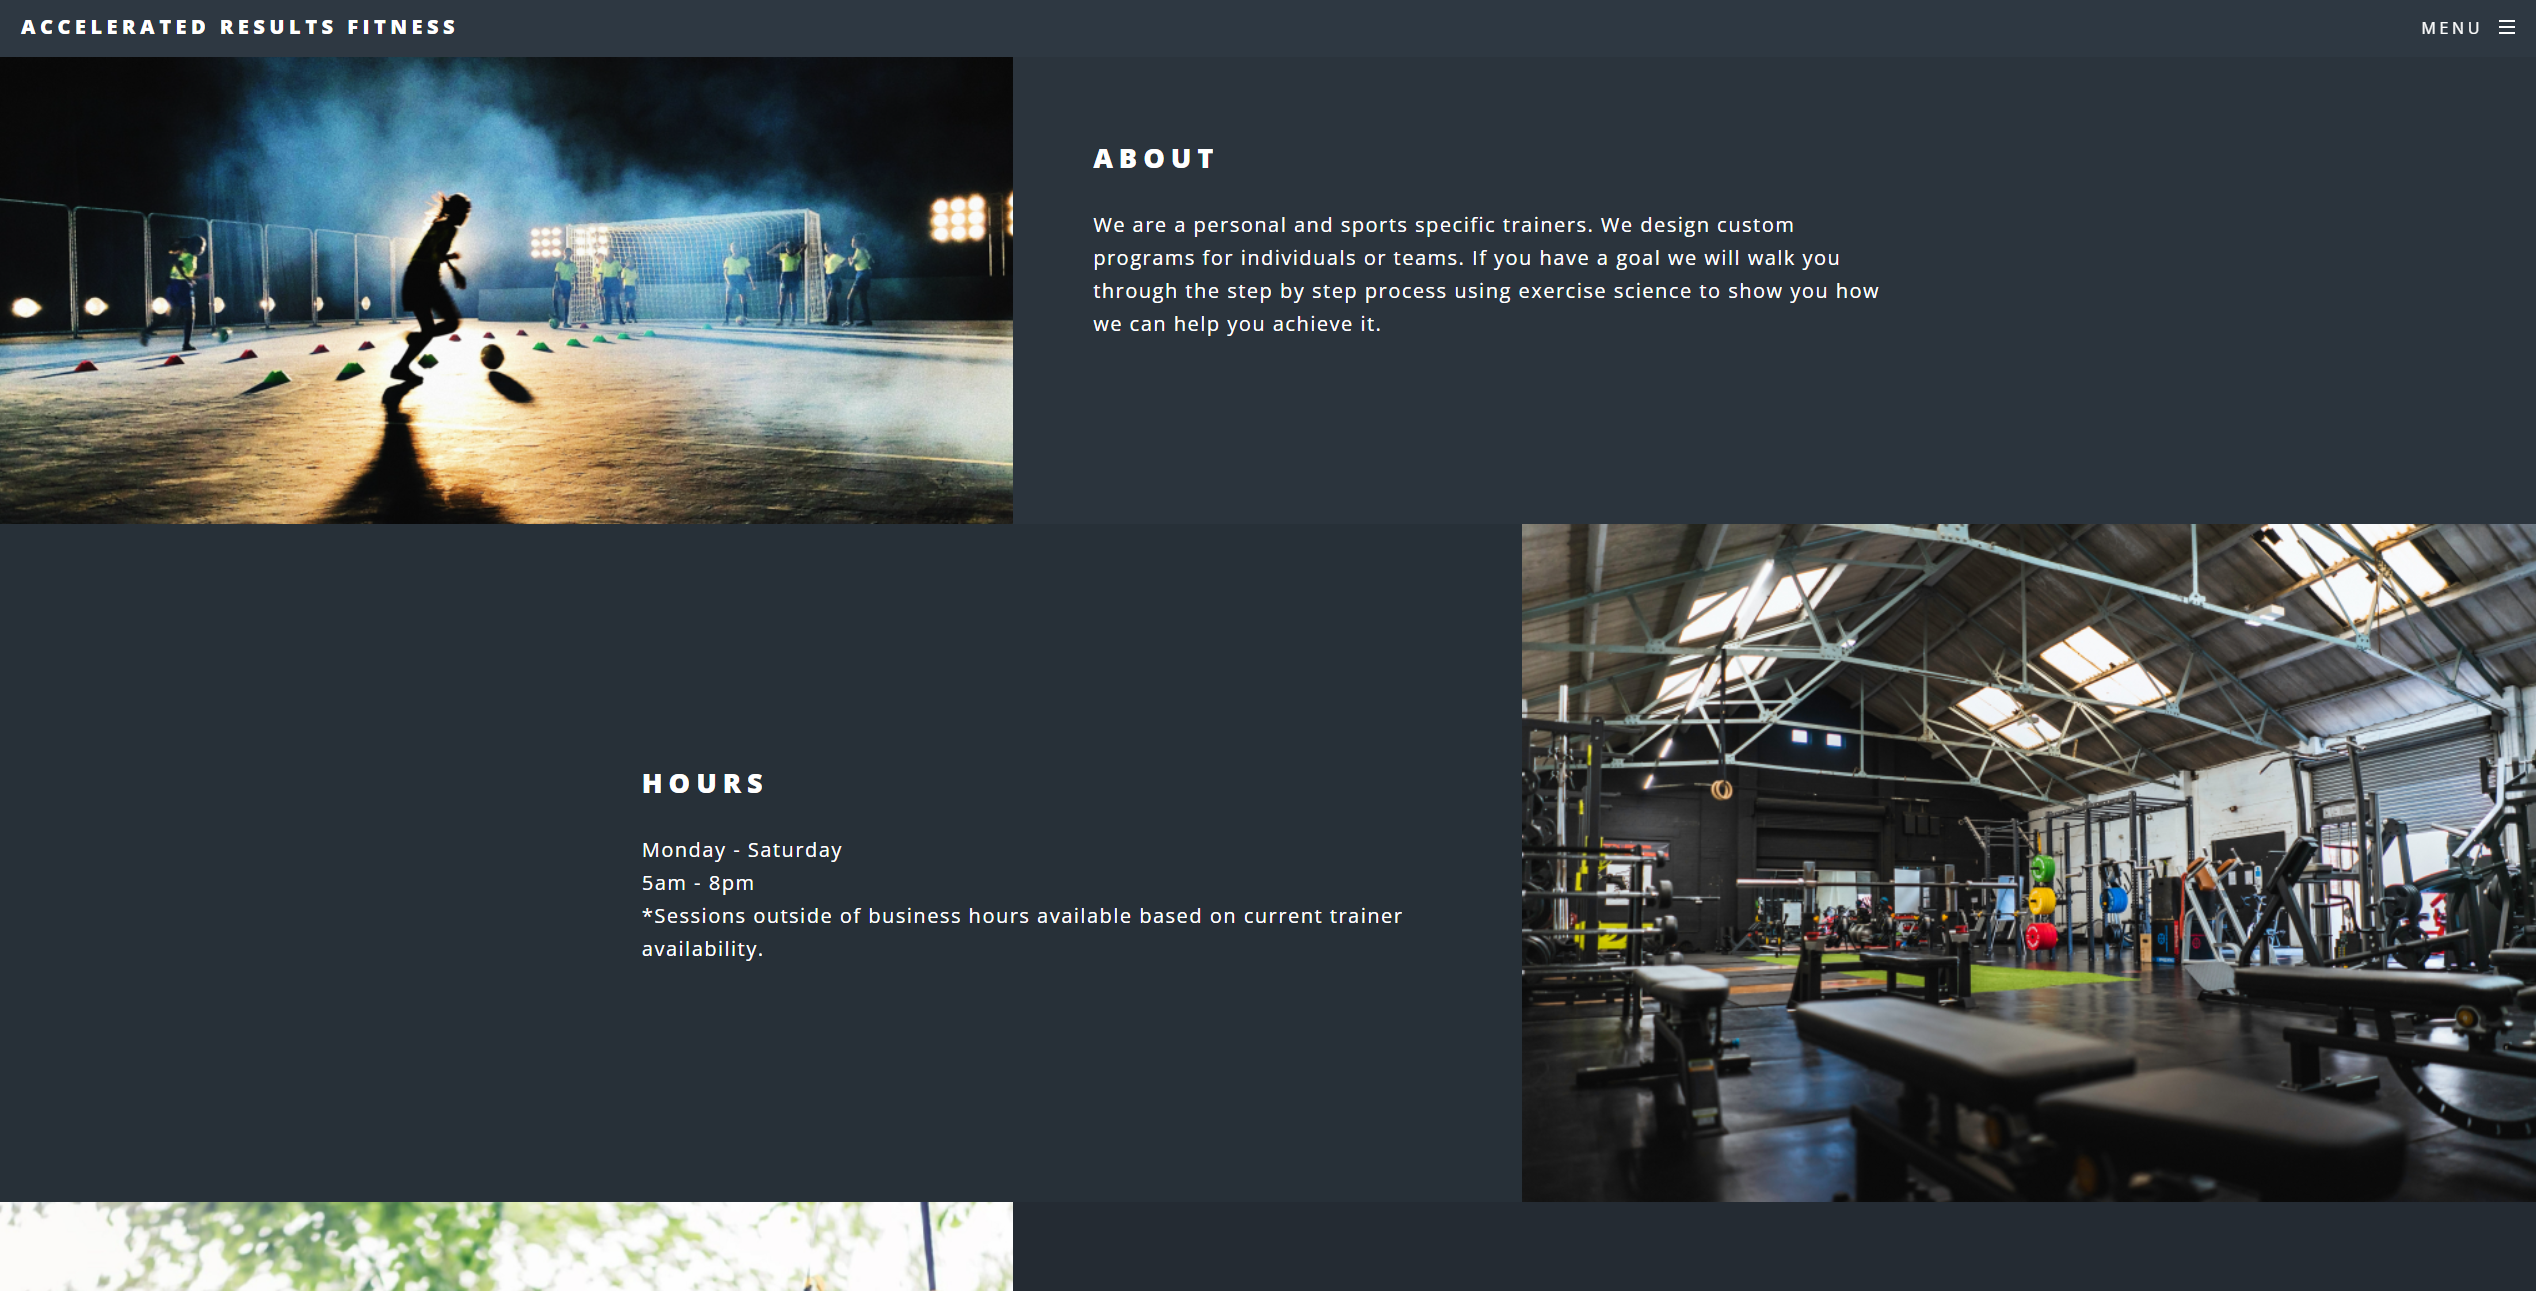 ACCELERATED RESULTS FITNESS
MENU
ABOUT
We are a personal and sports specific trainers. We design custom
programs for individuals or teams. If you have a goal we will walk you
through the step by step process using exercise science to show you how
we can help you achieve it.
HOURS
Monday - Saturday
5am - 8pm
*Sessions outside of business hours available based on current trainer
availability.